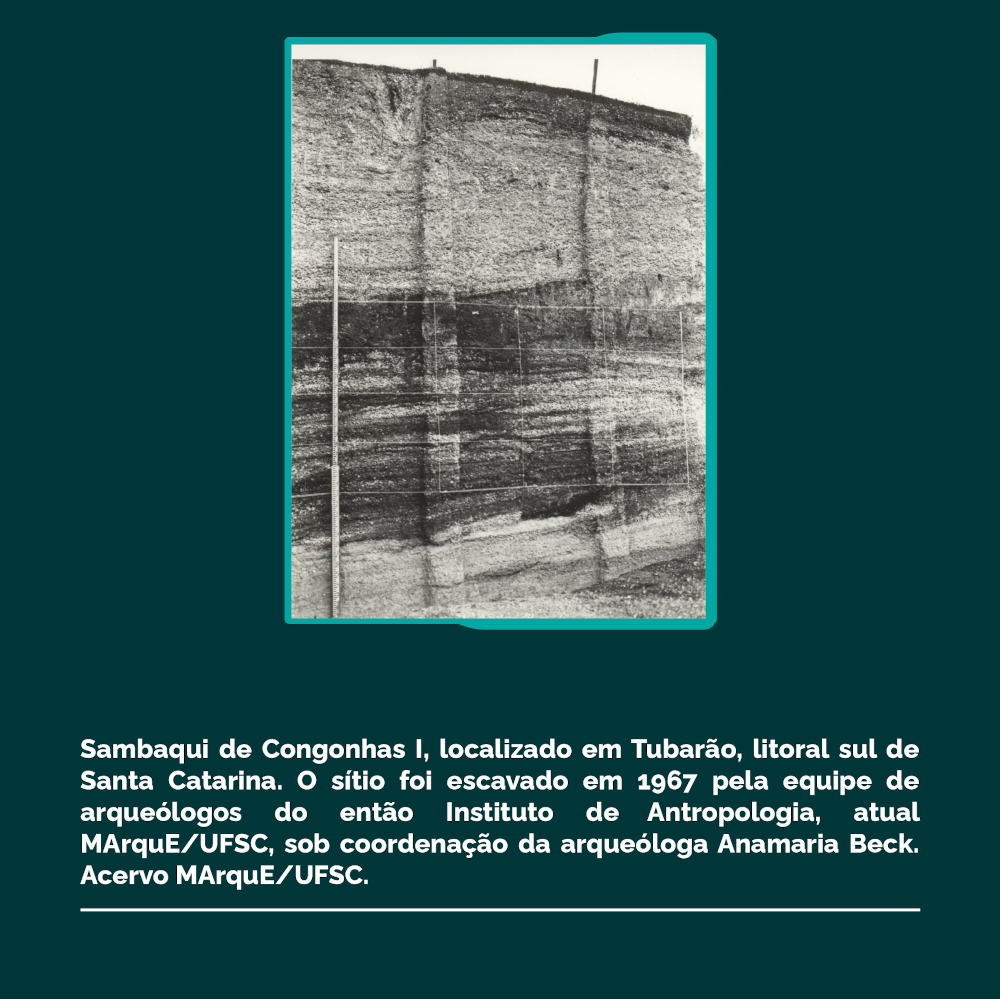 Sambaqui de Congonhas I, localizado em Tubarão, litoral sul de
Santa Catarina. O sítio foi escavado em 1967 pela equipe de
arqueólogos do então Instituto de Antropologia, atual
MArquE/UFSC, sob coordenação da arqueóloga Anamaria Beck.
Acervo MArquE/UFSC.